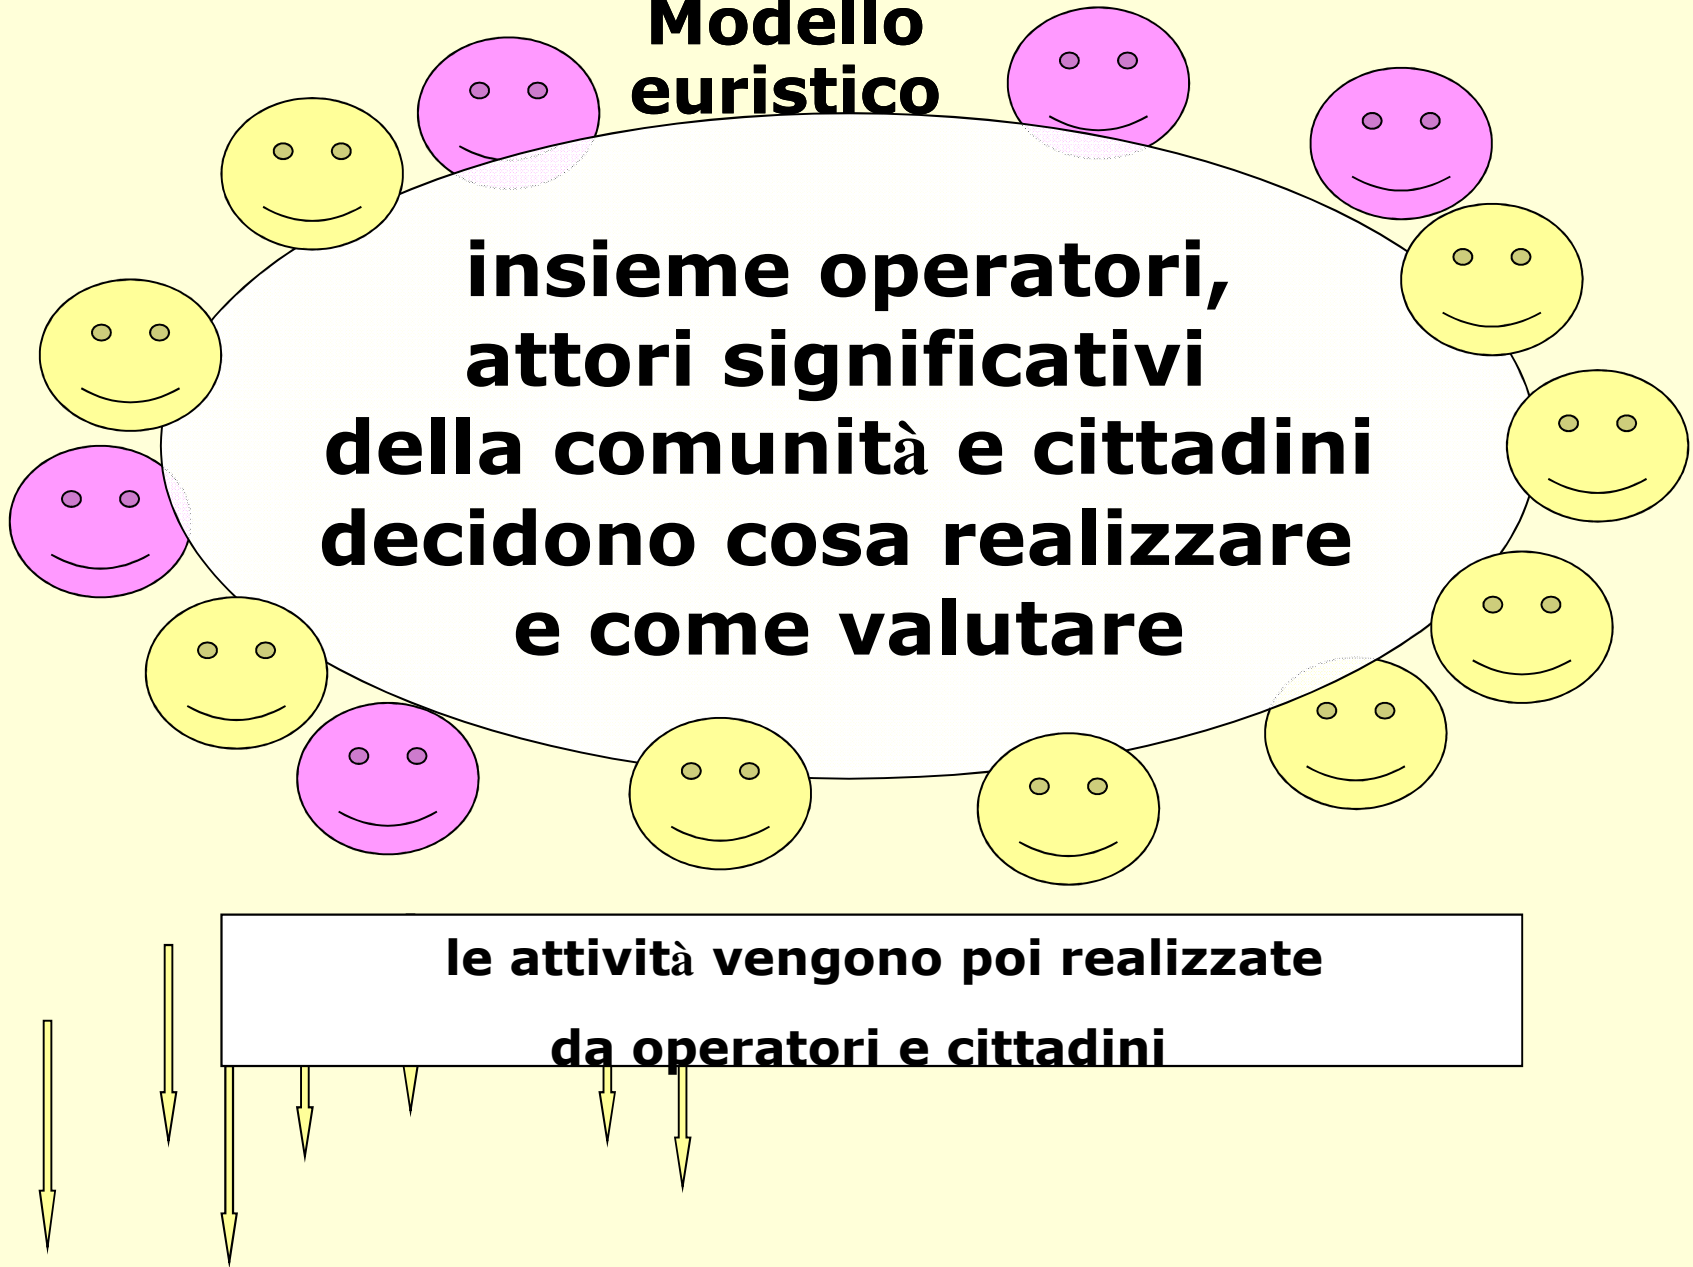 Modello
euristico
insieme operatori,
attori significativi
della comunità e cittadini
decidono cosa realizzare
e come valutare
le attività vengono poi realizzate
da operatori e cittadini